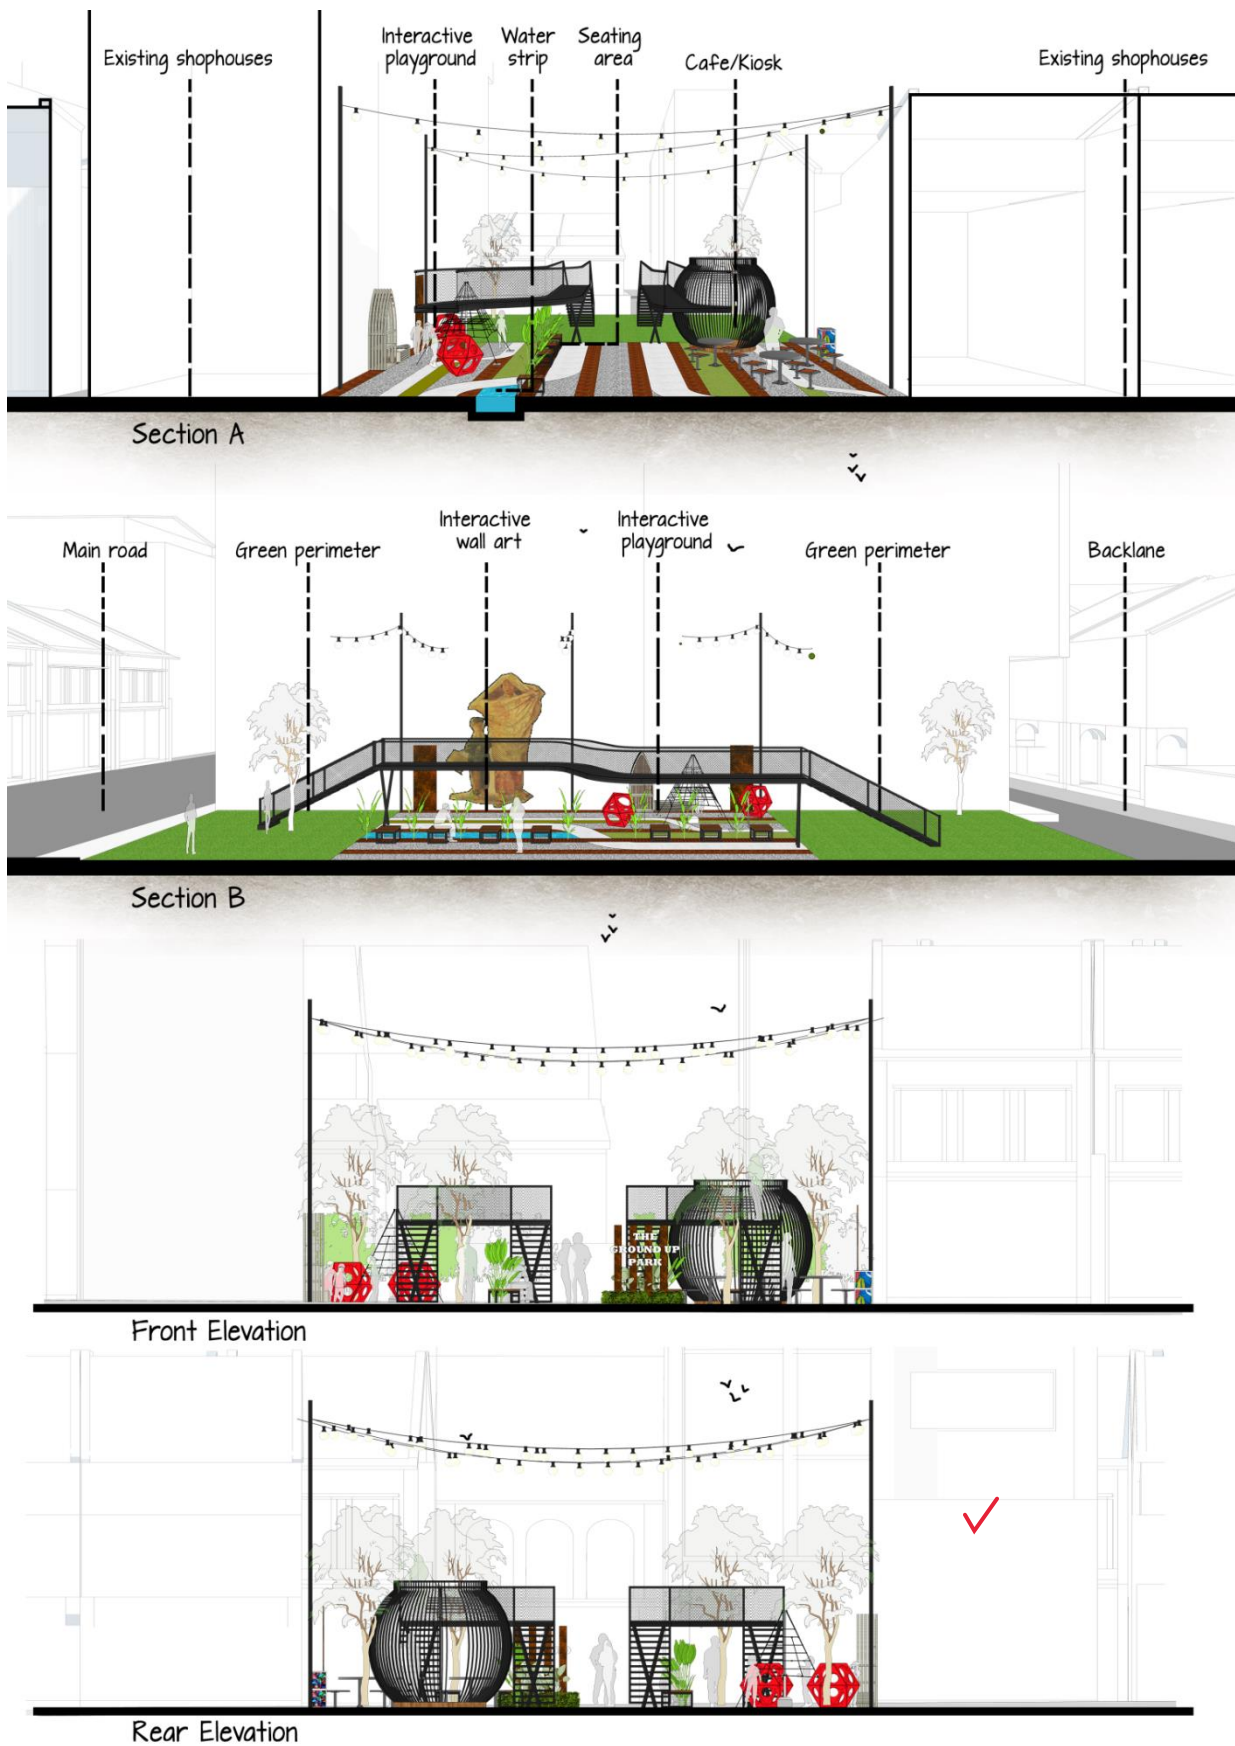 Existing shophouses
Interactive
playground
Water
strip
Seating
area
Cafe/Kiosk
Existing shophouses
Section A
Main road
Green perimeter
Interactive
wall art
Interactive
playground
Green perimeter
Backlane
Section B
THE
GROUND UP
PARK
Front Elevation
Rear Elevation